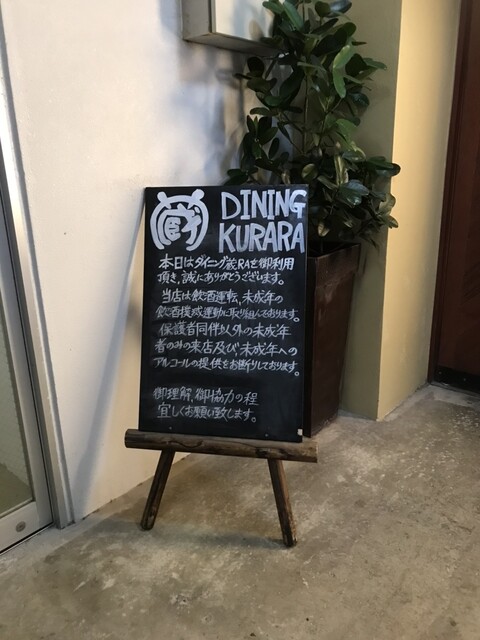 DINING
KURARA
本日はダイニング蔵RAを御利用
頂き、誠にありがとうございます。
当店は飲酒運転、未成年の
飲酒撲滅運動に取り組んでおります。
保護者同伴以外の未成年
者のみの来店及び、未成年への
アルコールの提供をお断りしております。
御理解、御協力の程
宜しくお願い致します。